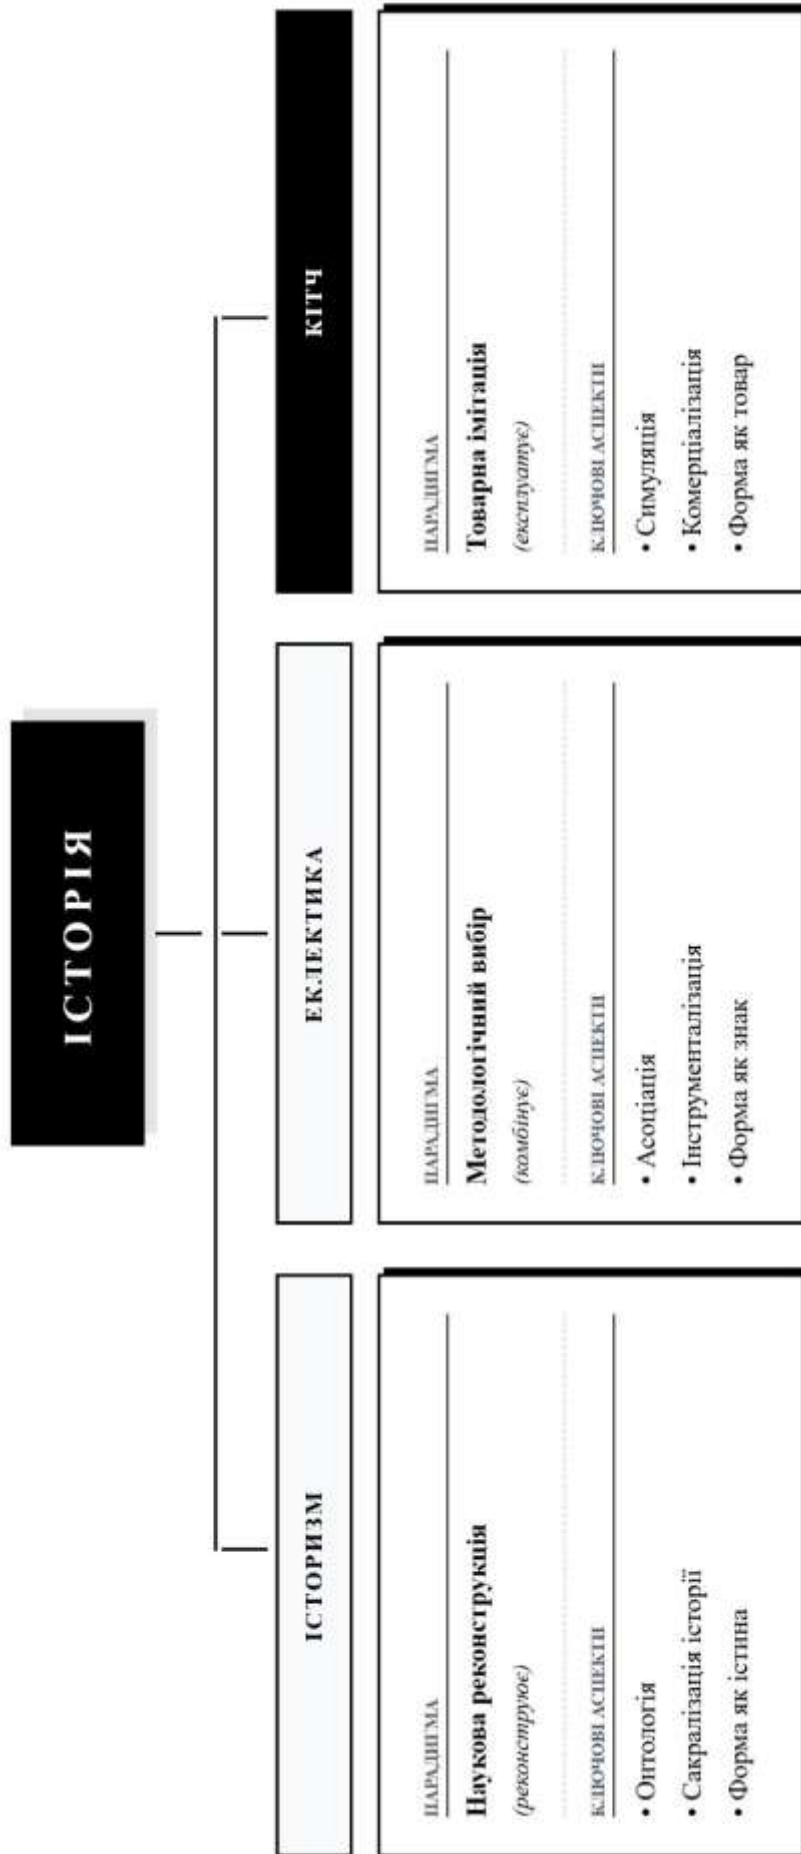 ІСТОРІЯ
ІСТОРИЗМ
ПАРАДИГМА
Наукова реконструкція
(реконструює)
КЛЮЧОВІ АСПЕКТИ
• Онтологія
• Сакралізація історії
• Форма як істина
ЕКЛЕКТИКА
ПАРАДИГМА
Методологічний вибір
(комбінує)
КЛЮЧОВІ АСПЕКТИ
• Асоціація
• Інструменталізація
• Форма як знак
КІТЧ
ПАРАДИГМА
Товарна імітація
(експлуатує)
КЛЮЧОВІ АСПЕКТИ
• Симуляція
• Комерціалізація
• Форма як товар